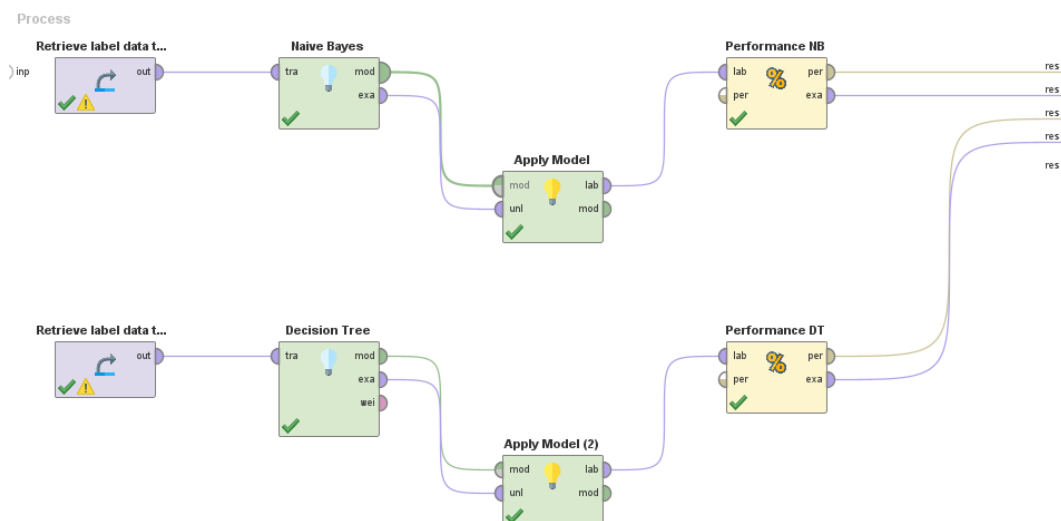 Process
Retrieve label data t...
Naive Bayes
Performance NB
inp
out
tra
mod
exa
lab
per
per
exa
res
res
res
res
res
Apply Model
mod
lab
unl
mod
Retrieve label data t...
Decision Tree
Performance DT
out
tra
mod
exa
wei
lab
per
per
exa
Apply Model (2)
mod
lab
unl
mod